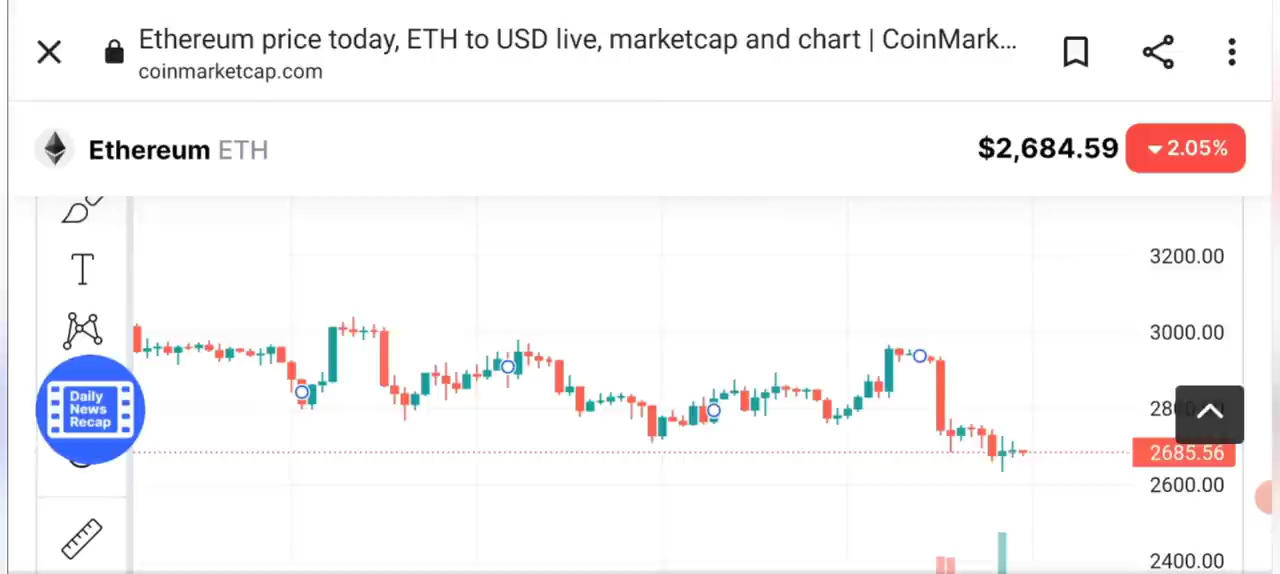 Ethereum price today, ETH to USD live, marketcap and chart | CoinMark...
coinmarketcap.com
Ethereum ETH
$2,684.59
2.05%
T
3200.00
3000.00
Daily
News
Recap
2685.56
2600.00
2400.00